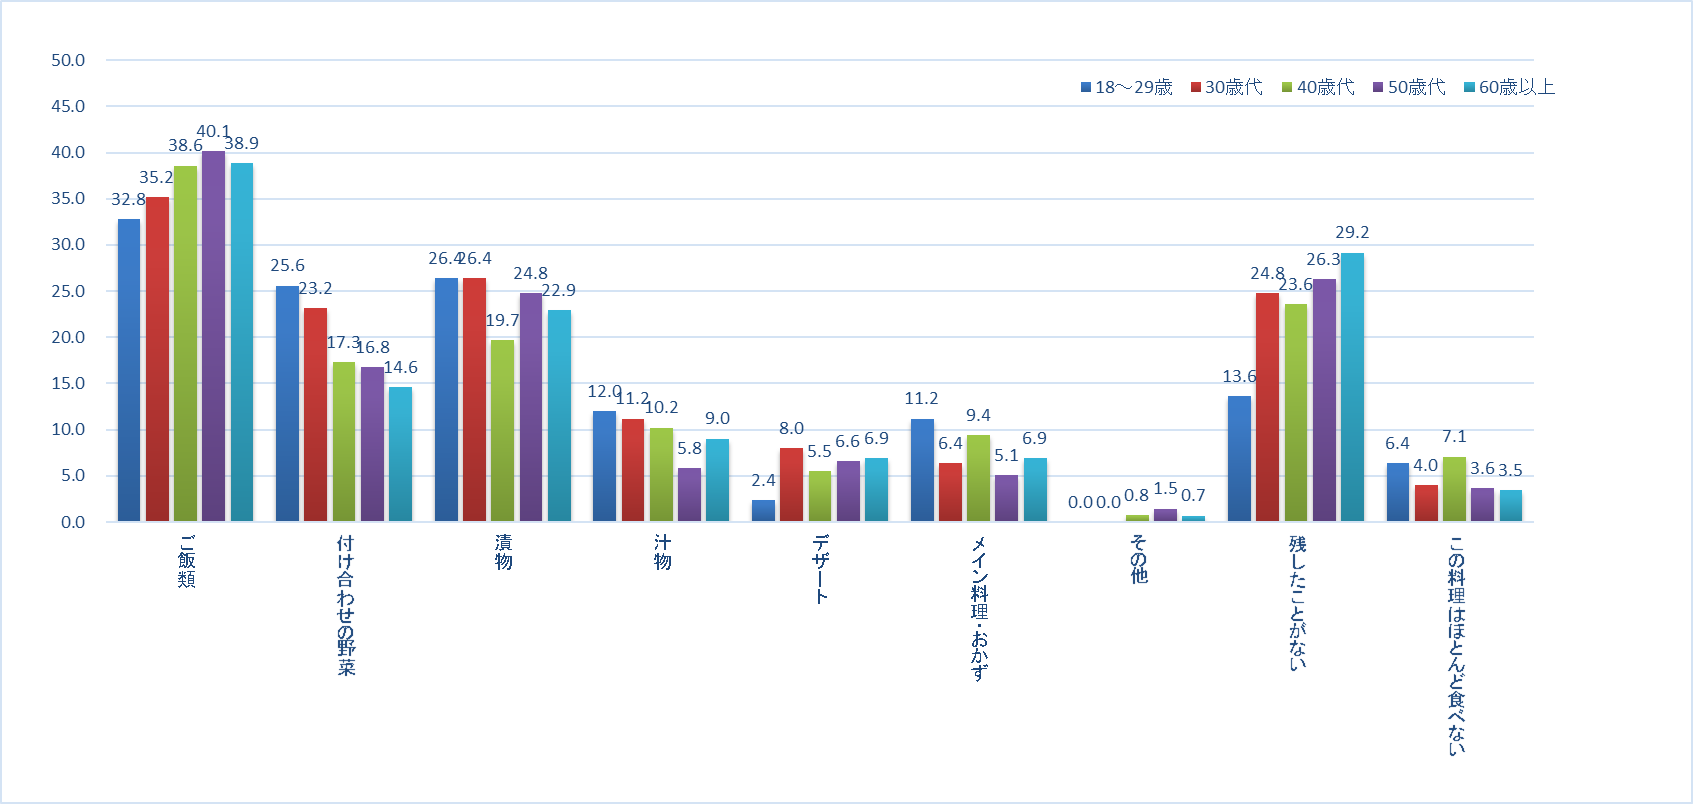 50.0
45.0
40.0
35.0
30.0
25.0
20.0
15.0
10.0
5.0
0.0
18～29歳 30歳代 40歳代 50歳代 60歳以上
32.8 35.2 38.6 40.1 38.9
25.6 23.2 17.3 16.8 14.6
26.4 26.4 19.7 24.8 22.9
12.0 11.2 10.2 5.8 9.0
2.4 8.0 5.5 6.6 6.9
11.2 6.4 9.4 5.1 6.9
0.0 0.0 0.8 1.5 0.7
13.6 24.8 23.6 26.3 29.2
6.4 4.0 7.1 3.6 3.5
ご飯類
付け合わせの野菜
漬物
汁物
デザート
メイン料理・おかず
その他
残したことがない
この料理はほとんど食べない